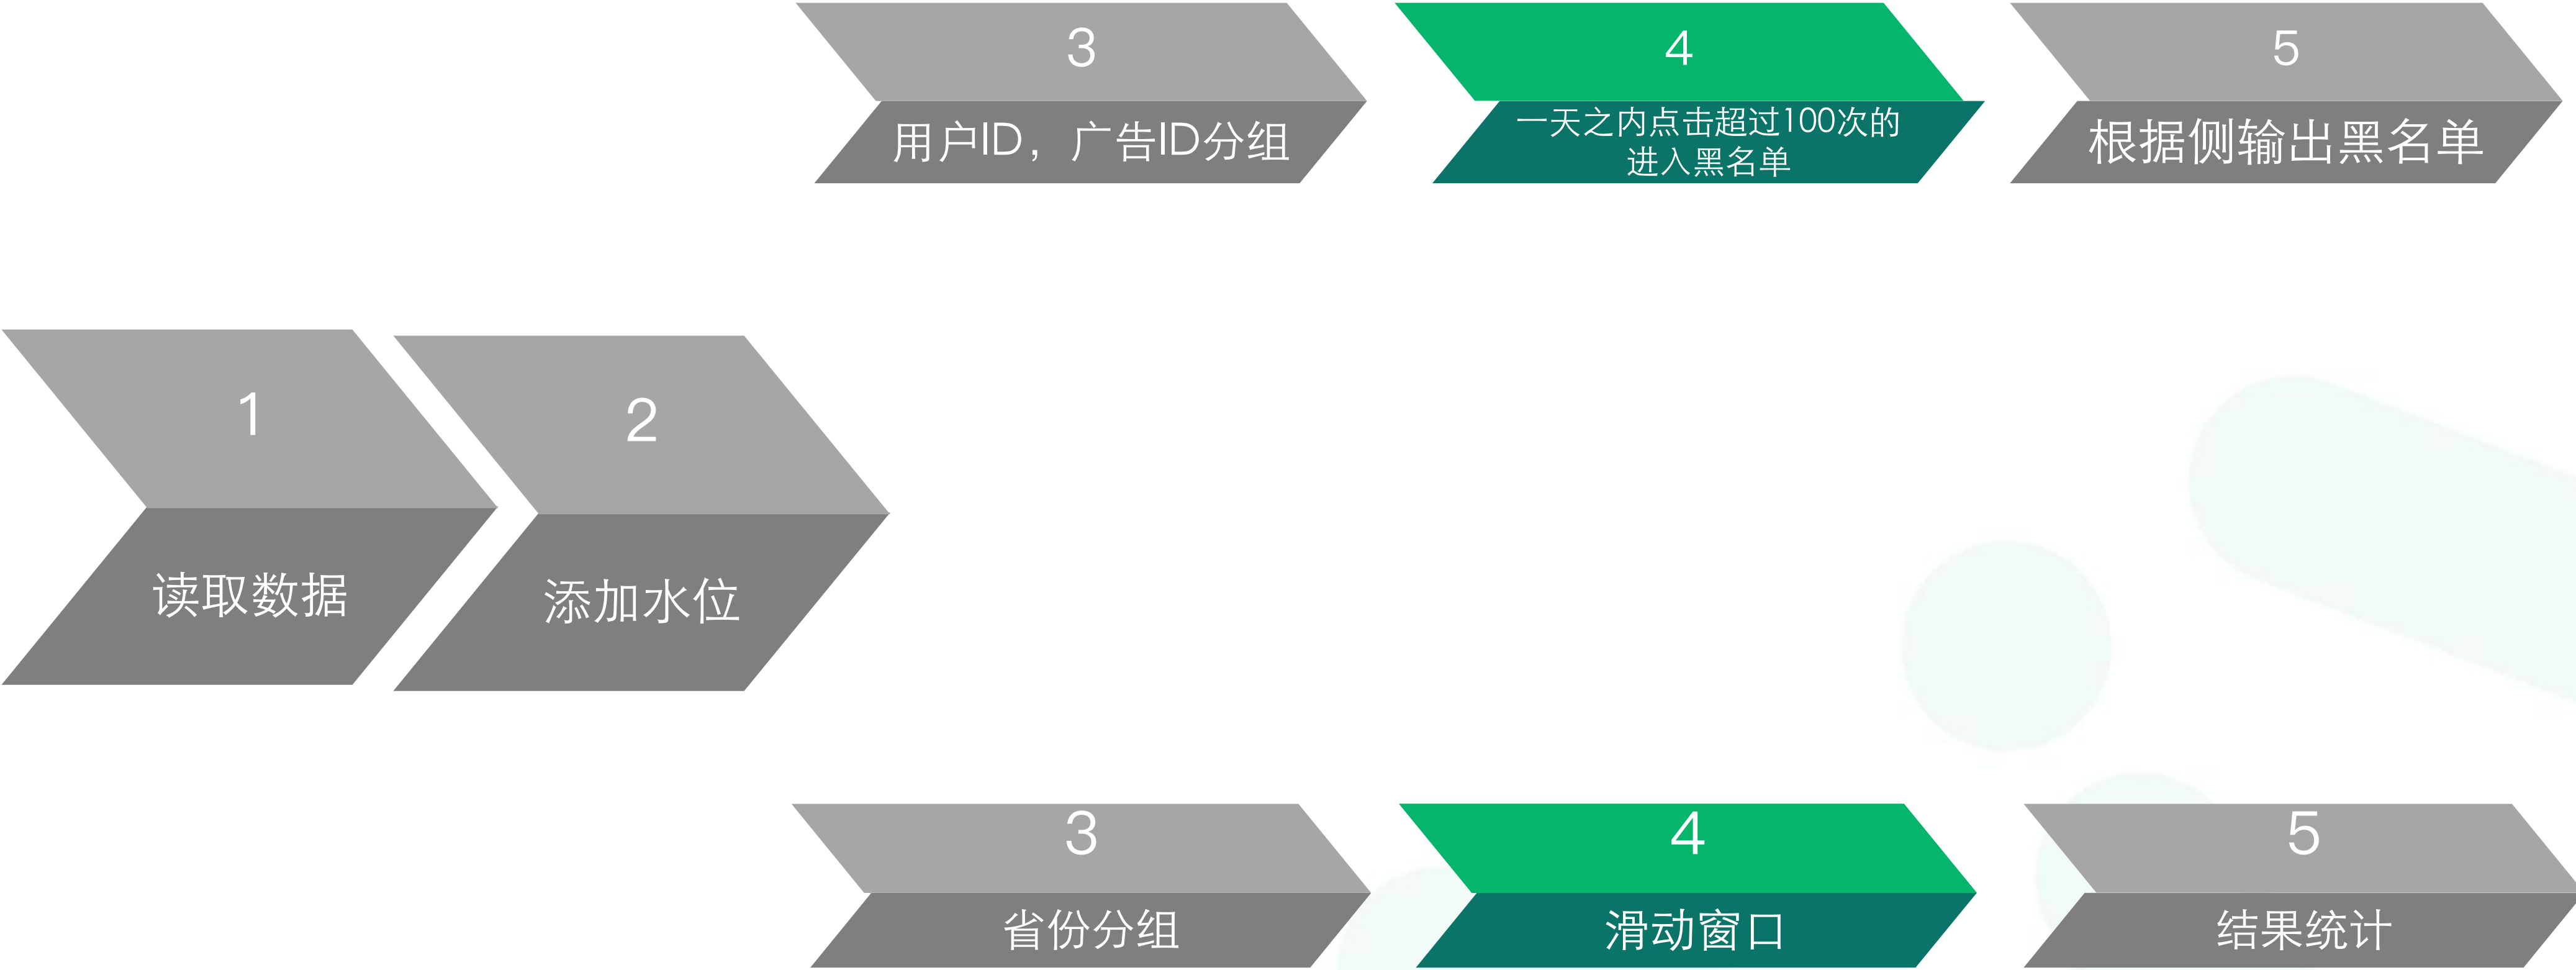 3
用户ID，广告ID分组
4
一天之内点击超过100次的
进入黑名单
5
根据侧输出黑名单
1
读取数据
2
添加水位
3
省份分组
4
滑动窗口
5
结果统计